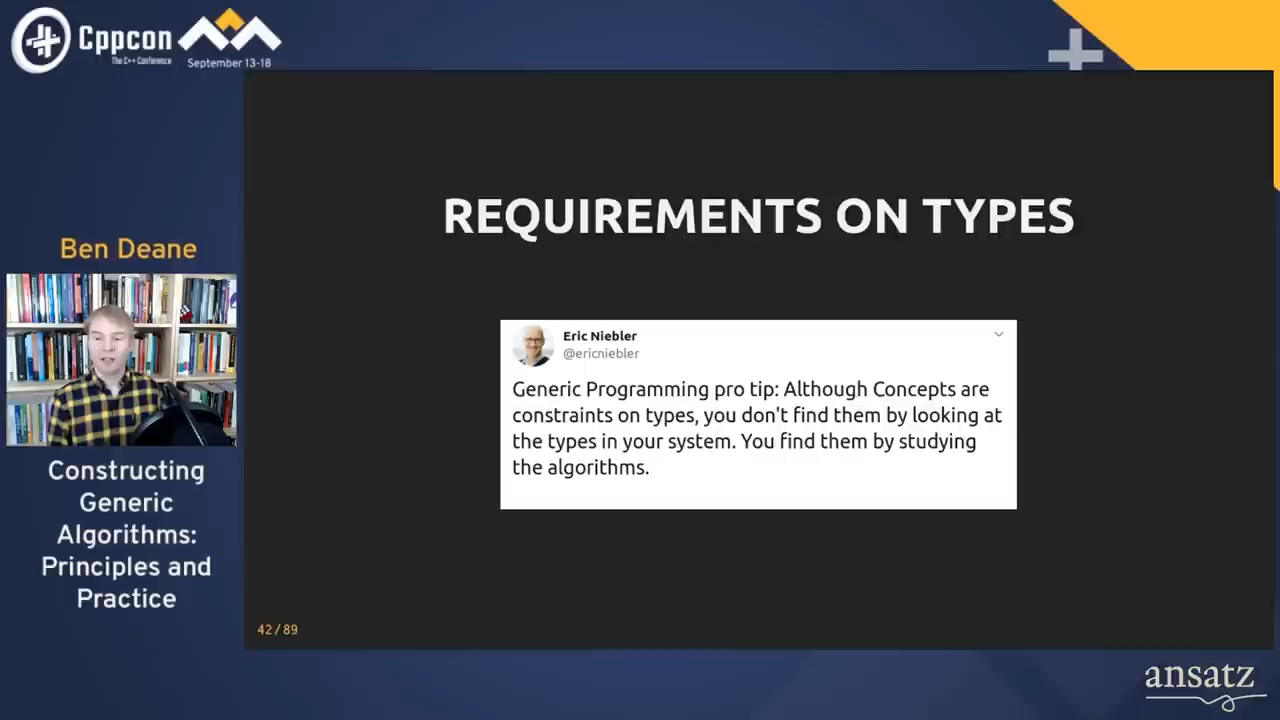 Cppcon
The C++ Conference
September 13-18
REQUIREMENTS ON TYPES
Ben Deane
Eric Niebler
@ericniebler
Generic Programming pro tip: Although Concepts are
constraints on types, you don't find them by looking at
the types in your system. You find them by studying
the algorithms.
Constructing
Generic
Algorithms:
Principles and
Practice
42/89
ansatz